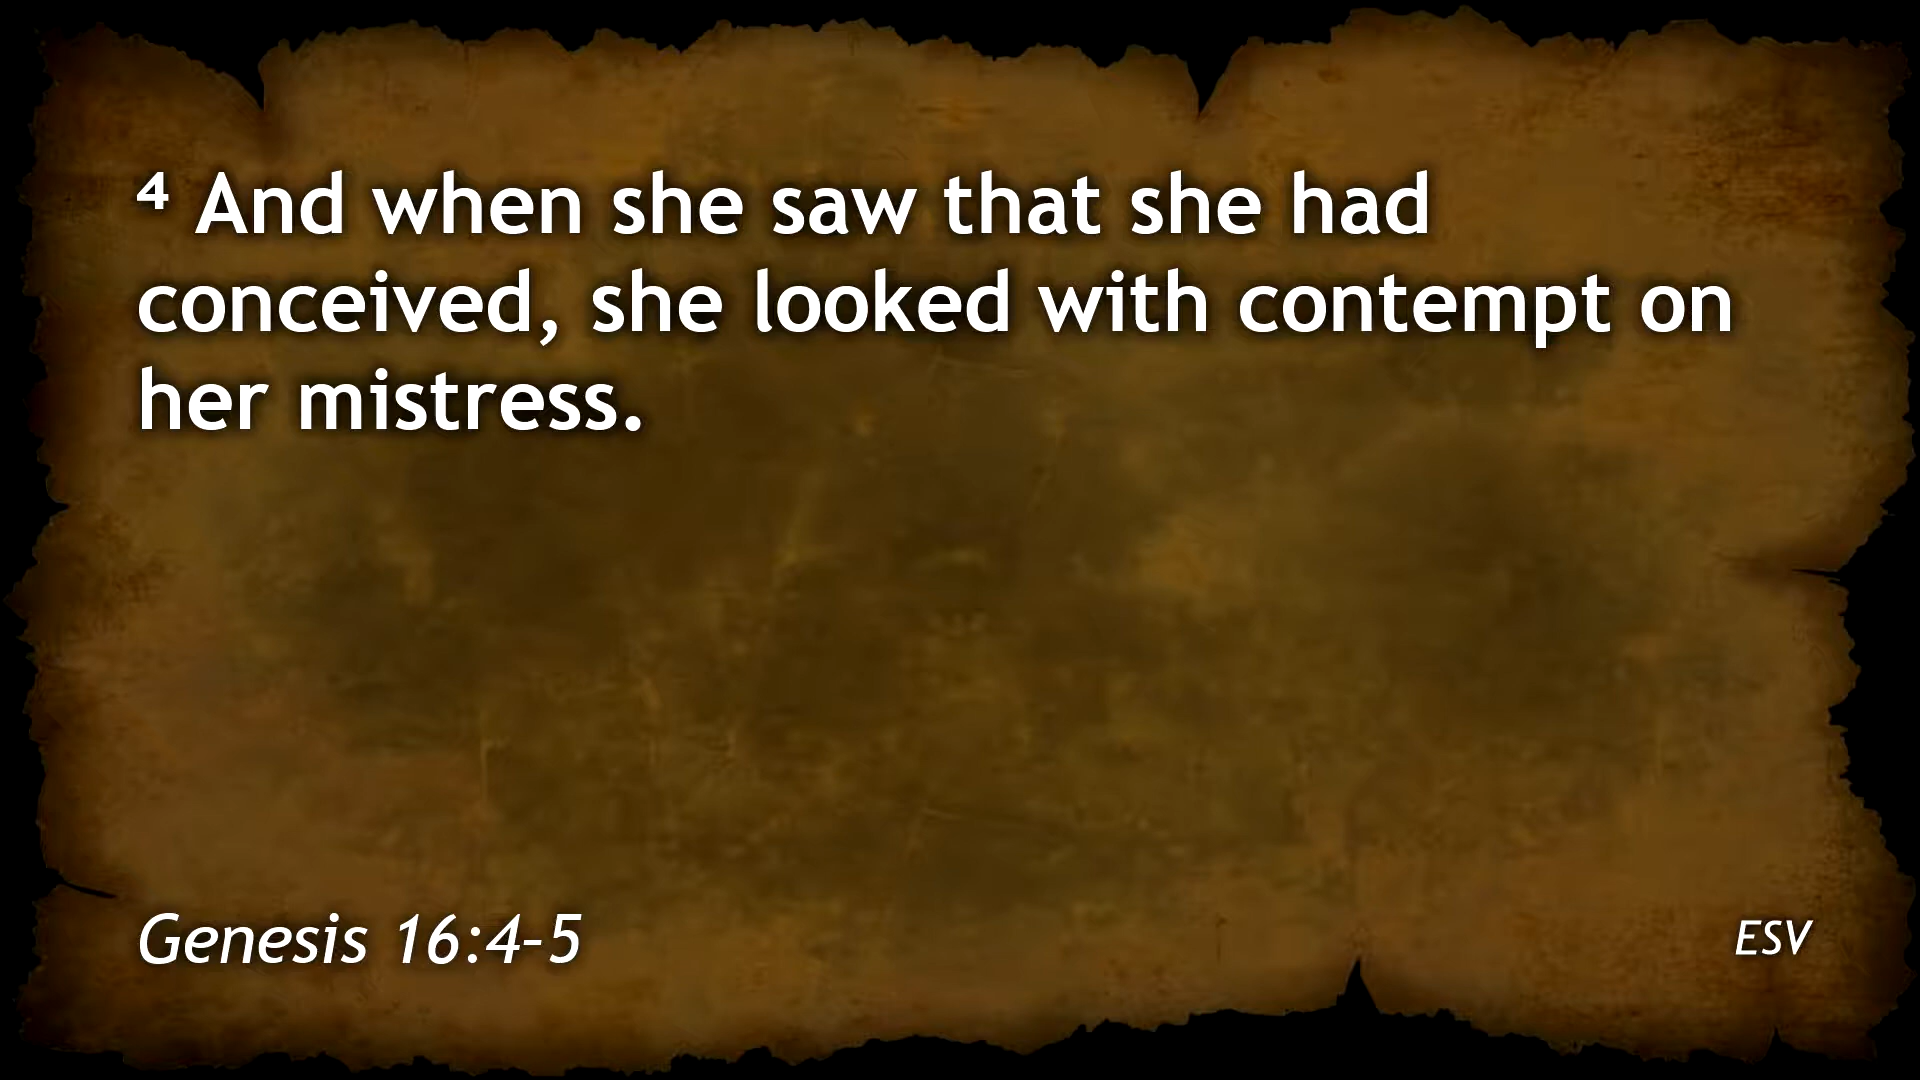 ⁴ And when she saw that she had
conceived, she looked with contempt on
her mistress.
Genesis 16:4–5
ESV